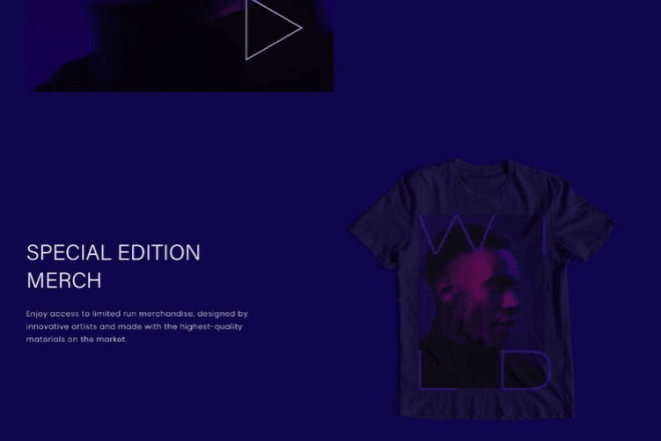 SPECIAL EDITION
MERCH
Enjoy access to limited run merchandise, designed by
innovative artists and made with the highest-quality
materials on the market.
W I
L D